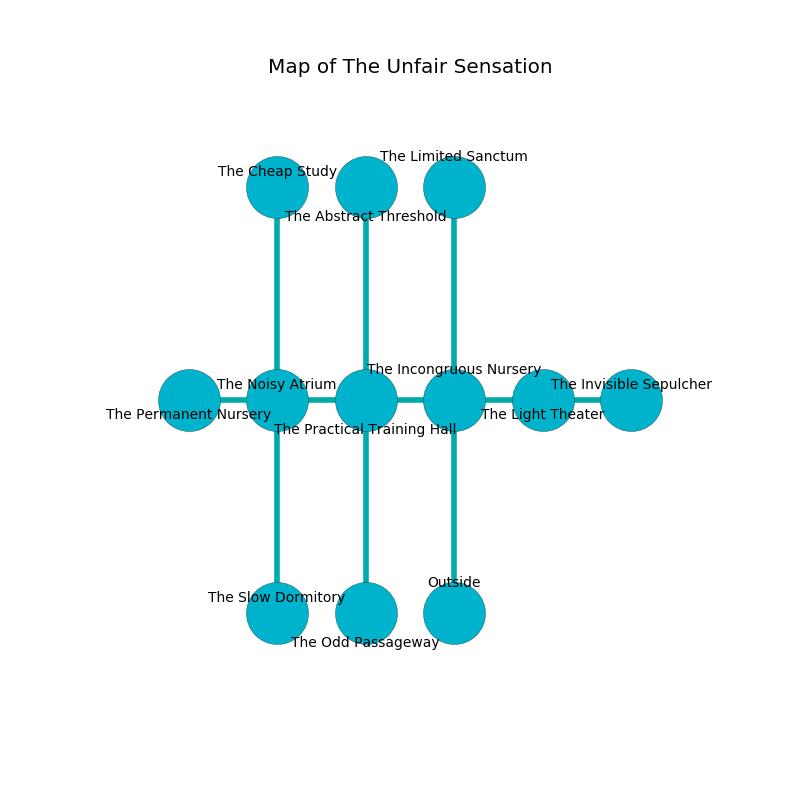 Map of The Unfair Sensation
The Limited Sanctum
The Cheap Study
The Abstract Threshold
The Incongruous Nursery
The Noisy Atrium
The Invisible Sepulcher
The Permanent Nursery
The Light Theater
The Practical Training Hall
Outside
The Slow Dormitory
The Odd Passageway